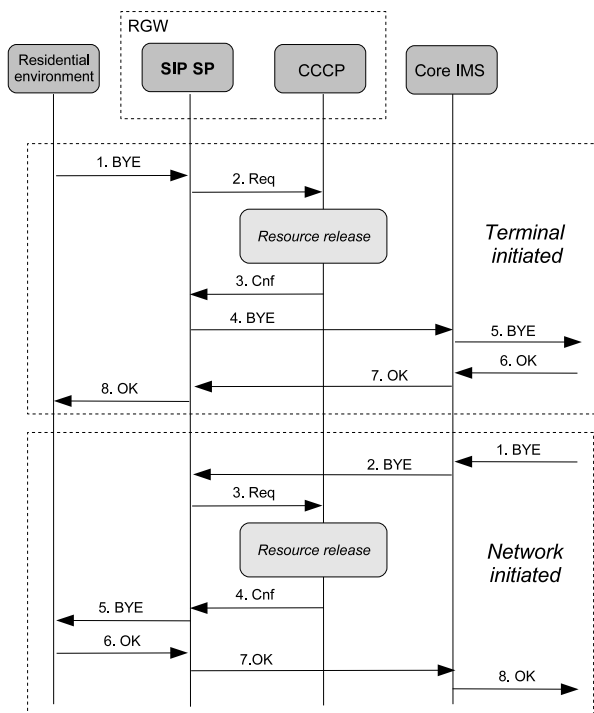 RGW
Residential
environment
SIP SP
CCCP
Core IMS
1. BYE
2. Req
Resource release
3. Cnf
4. BYE
5. BYE
6. OK
7. OK
8. OK
Terminal
initiated
1. BYE
2. BYE
3. Req
Resource release
4. Cnf
5. BYE
6. OK
7.OK
8. OK
Network
initiated